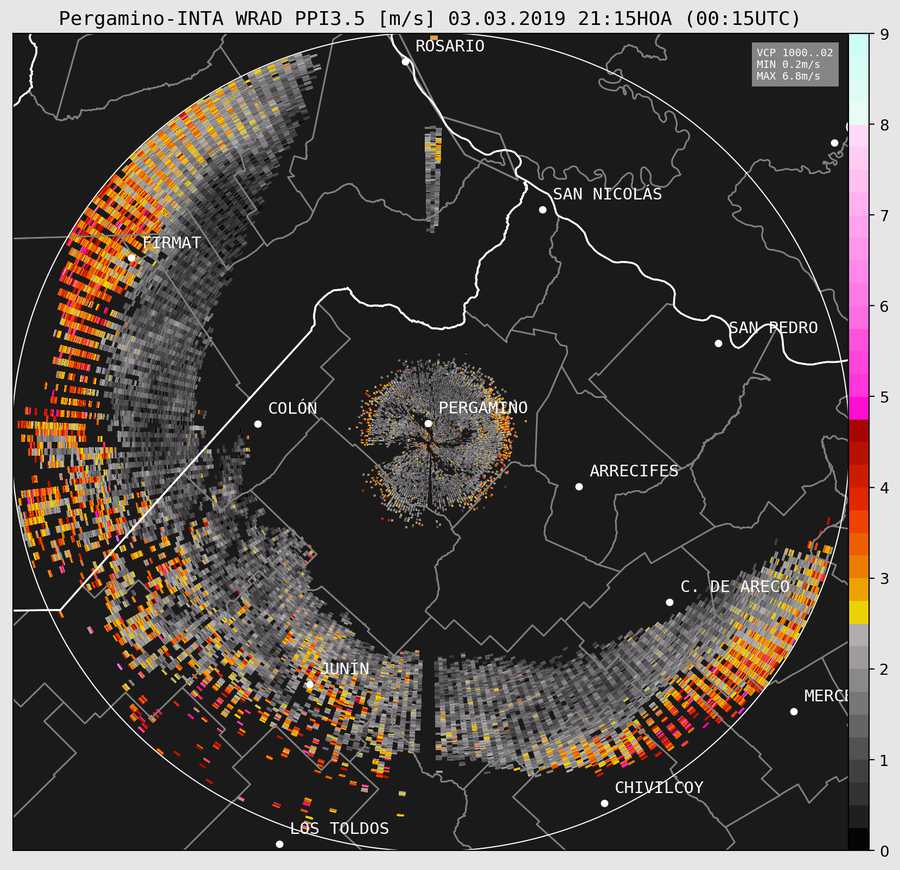 Pergamino-INTA WRAD PPI3.5 [m/s] 03.03.2019 21:15HOA (00:15UTC)
VCP 1000..02
MIN 0.2m/s
MAX 6.8m/s
ROSARIO
SAN NICOLÁS
FIRMAT
SAN PEDRO
COLÓN
PERGAMINO
ARRECIFES
C. DE ARECO
JUNÍN
MERCE
CHIVILCOY
LOS TOLDOS
9
8
7
6
5
4
3
2
1
0